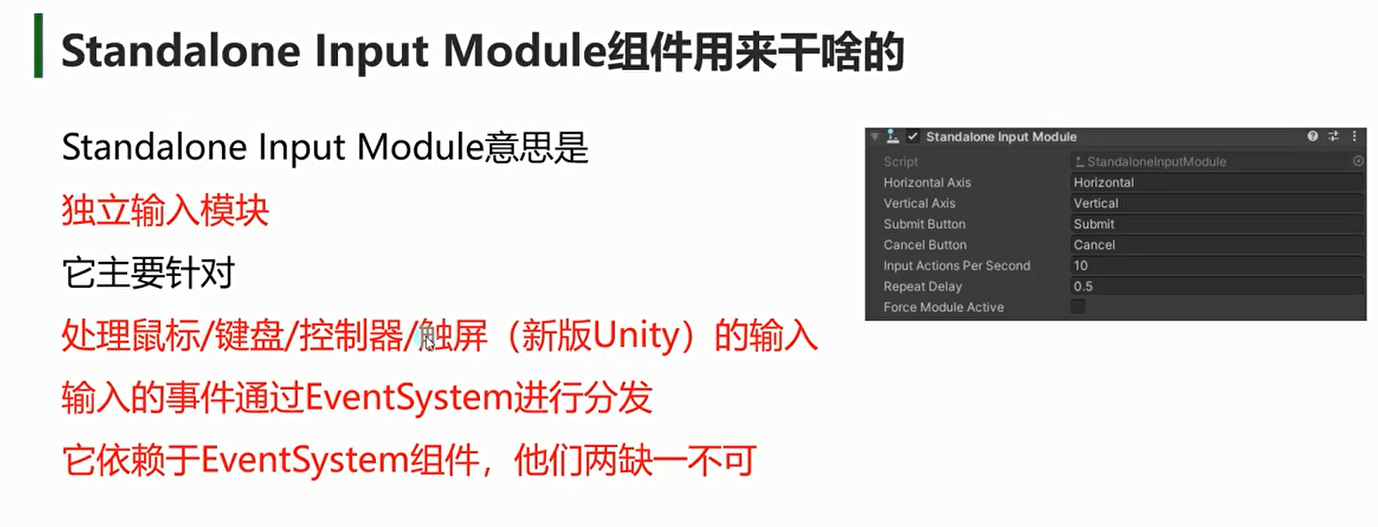 Standalone Input Module组件用来干啥的
Standalone Input Module意思是
独立输入模块
它主要针对
处理鼠标/键盘/控制器/触屏（新版Unity）的输入
输入的事件通过EventSystem进行分发
它依赖于EventSystem组件，他们两缺一不可
Standalone Input Module
Script StandaloneInputModule
Horizontal Axis Horizontal
Vertical Axis Vertical
Submit Button Submit
Cancel Button Cancel
Input Actions Per Second 10
Repeat Delay 0.5
Force Module Active